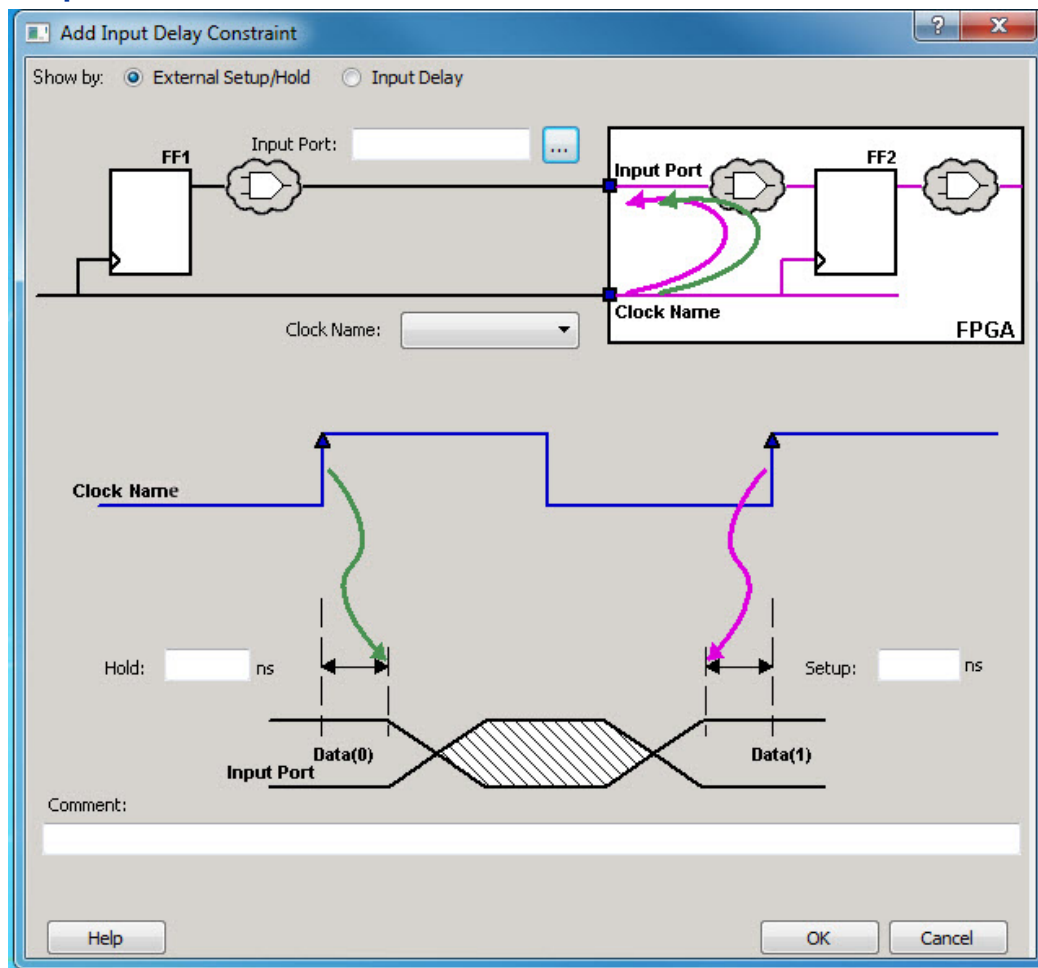 Add Input Delay Constraint
?
X
Show by: External Setup/Hold Input Delay
Input Port: ...
FF1
Input Port
FF2
Clock Name
FPGA
Clock Name:
Clock Name
Hold: ns
Setup: ns
Data(0)
Data(1)
Input Port
Comment:
Help OK Cancel